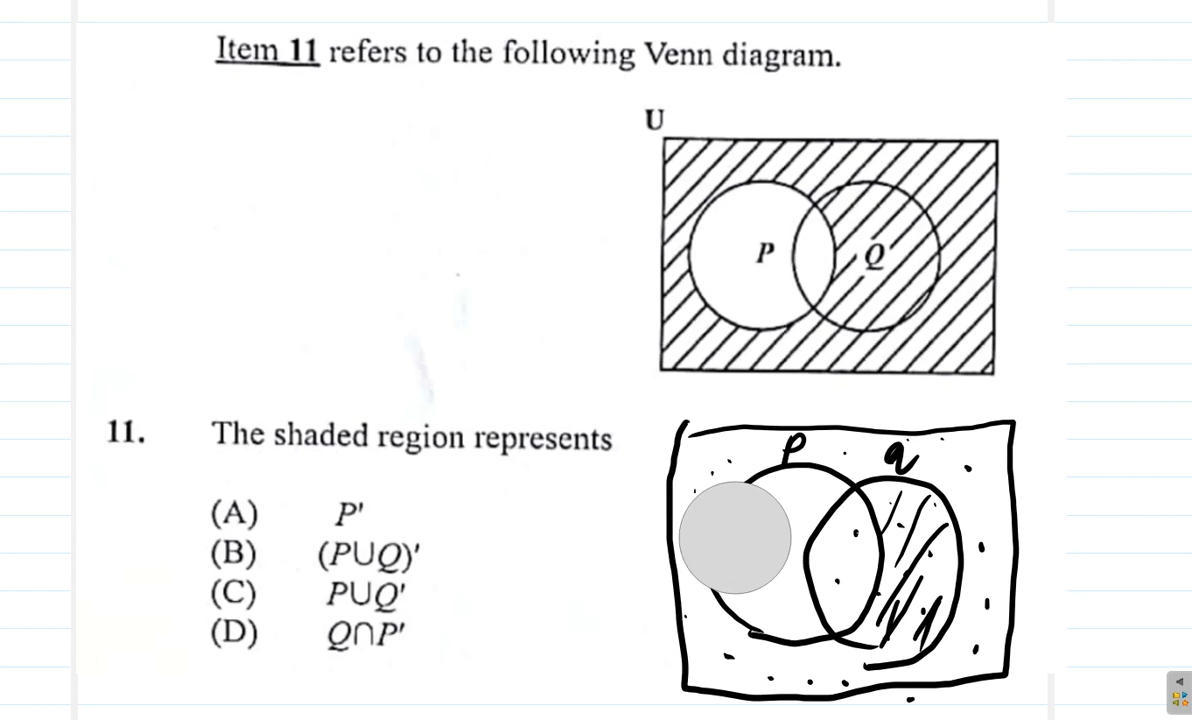 Item 11 refers to the following Venn diagram.
U
P
Q
11. The shaded region represents
(A) P'
(B) (P∪Q)'
(C) P∪Q'
(D) Q∩P'
P
q